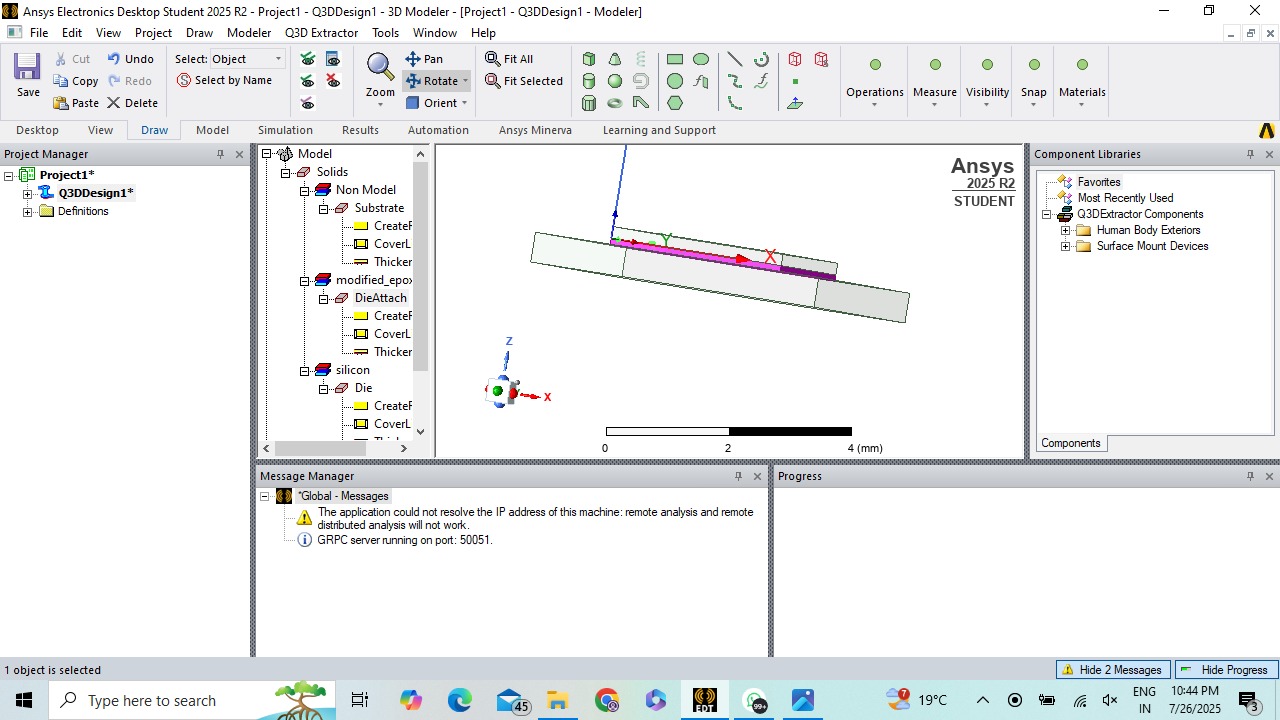 Ansys Electronics Desktop Student 2025 R2 - Project1 - Q3DDesign1 - 3D Modeler - [Project1 - Q3DDesign1 - Modeler]
File Edit View Project Draw Modeler Q3D Extractor Tools Window Help
Save Cut Copy Paste Undo Redo Delete
Select: Object
Select by Name
Zoom Pan Rotate Orient
Fit All
Fit Selected
Operations Measure Visibility Snap Materials
Desktop View Draw Model Simulation Results Automation Ansys Minerva Learning and Support
Project Manager
Project1*
Q3DDesign1*
Definitions
Model
Solids
Non Model
Substrate
CreateR
CoverL
Thicker
modified_epox
DieAttach
CreateR
CoverL
Thicker
silicon
Die
CreateR
CoverL
Ansys
2025 R2
STUDENT
Y
X
Z
X
0 2 4 (mm)
Component Libraries
Favorites
Most Recently Used
Q3DExtractor Components
Human Body Exteriors
Surface Mount Devices
Components
Message Manager
*Global - Messages
The application could not resolve the IP address of this machine: remote analysis and remote
distributed analysis will not work.
GRPC server running on port: 50051.
Progress
1 object is selected
Hide 2 Messages
Hide Progress
Type here to search
45
EDT
99+
7
19°C
ENG
IN
10:44 PM
7/26/2025
3